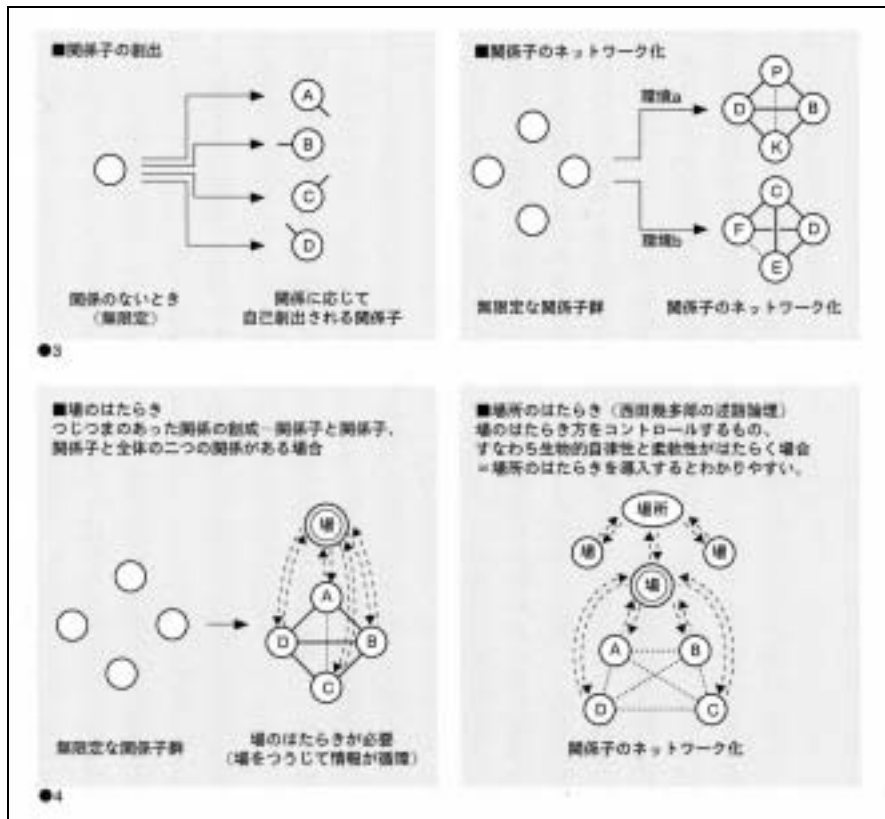 ■関係子の創出
A
B
C
D
関係のないとき
(無限定)
関係に応じて
自己創出される関係子
●3
■関係子のネットワーク化
環境a
P
D
B
K
C
F
D
E
環境b
無限定な関係子群
関係子のネットワーク化
■場のはたらき
つじつまのあった関係の創成―関係子と関係子、
関係子と全体の二つの関係がある場合
場
A
D
B
C
無限定な関係子群
場のはたらきが必要
(場をつうじて情報が循環)
●4
■場所のはたらき(西田幾多郎の述語論理)
場のはたらき方をコントロールするもの、
すなわち生物的自律性と柔軟性がはたらく場合
=場所のはたらきを導入するとわかりやすい。
場所
場
場
場
A
B
D
C
関係子のネットワーク化